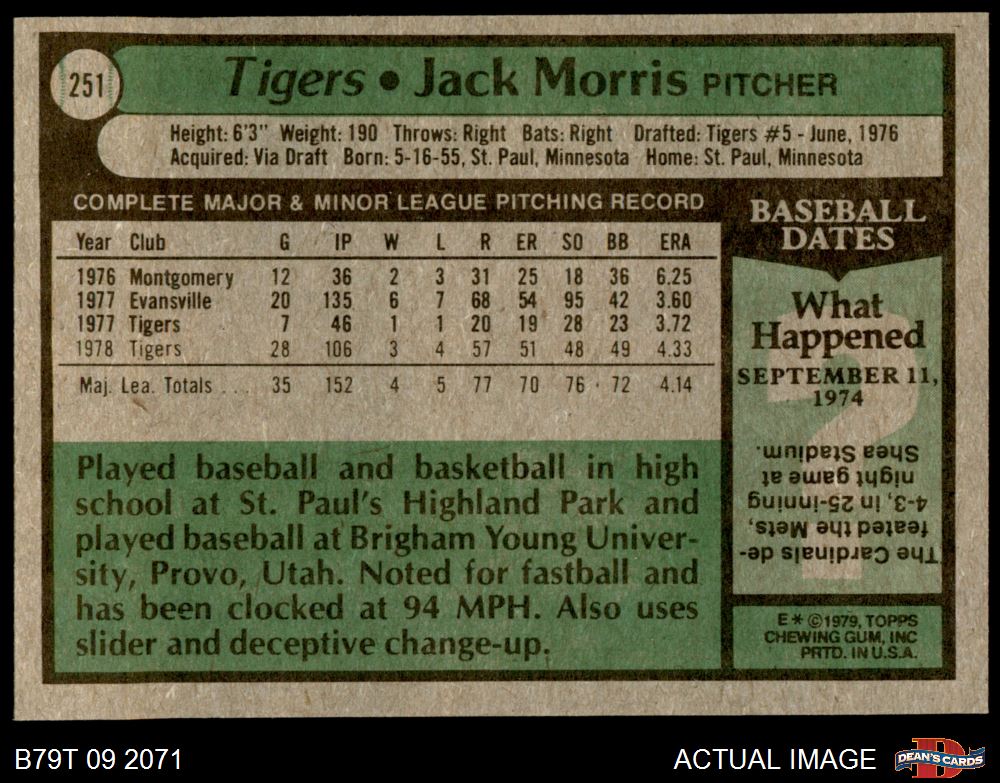 251
Tigers • Jack Morris PITCHER
Height: 6'3" Weight: 190 Throws: Right Bats: Right Drafted: Tigers #5 - June, 1976
Acquired: Via Draft Born: 5-16-55, St. Paul, Minnesota Home: St. Paul, Minnesota
COMPLETE MAJOR & MINOR LEAGUE PITCHING RECORD
Year Club G IP W L R ER SO BB ERA
1976 Montgomery 12 36 2 3 31 25 18 36 6.25
1977 Evansville 20 135 6 7 68 54 95 42 3.60
1977 Tigers 7 46 1 1 20 19 28 23 3.72
1978 Tigers 28 106 3 4 57 51 48 49 4.33
Maj. Lea. Totals . . . 35 152 4 5 77 70 76 72 4.14
Played baseball and basketball in high
school at St. Paul's Highland Park and
played baseball at Brigham Young Univer-
sity, Provo, Utah. Noted for fastball and
has been clocked at 94 MPH. Also uses
slider and deceptive change-up.
BASEBALL
DATES
What
Happened
SEPTEMBER 11,
1974
?
The Cardinals de-
feated the Mets,
4-3, in 25-inning
night game at
Shea Stadium.
E * ©1979, TOPPS
CHEWING GUM, INC
PRTD. IN U.S.A.
B79T 09 2071
ACTUAL IMAGE
D
DEAN'S CARDS